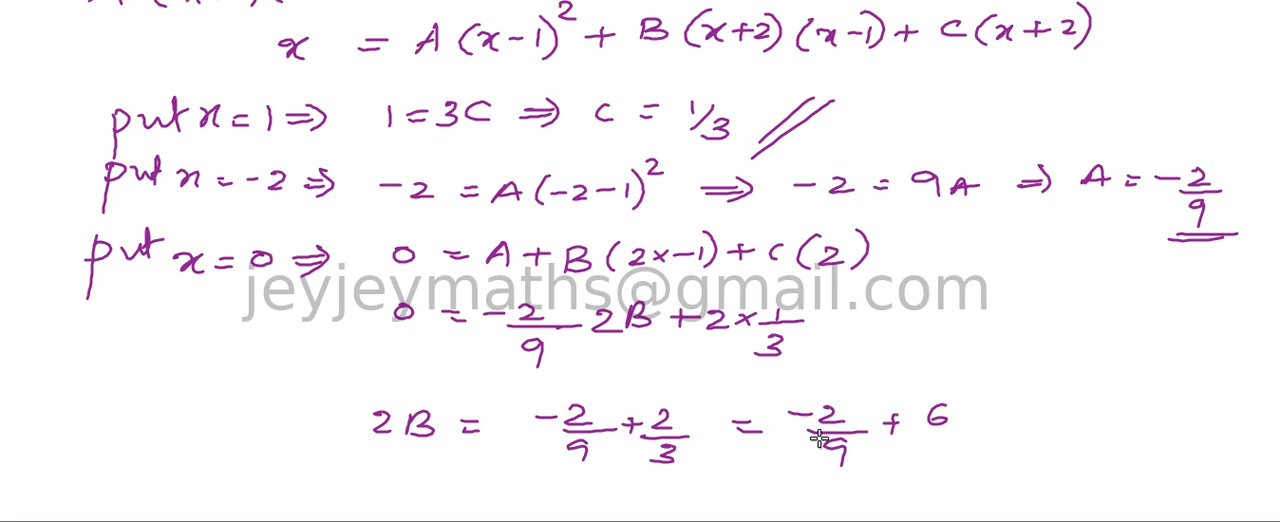 x = A(x-1)² + B(x+2)(x-1) + C(x+2)
put x = 1 ⇒ 1 = 3C ⇒ C = 1/3
put x = -2 ⇒ -2 = A(-2-1)² ⇒ -2 = 9A ⇒ A = -2/9
put x = 0 ⇒ 0 = A + B(2×-1) + C(2)
jeyjeymaths@gmail.com
0 = -2/9 - 2B + 2 × 1/3
2B = -2/9 + 2/3 = -2/9 + 6